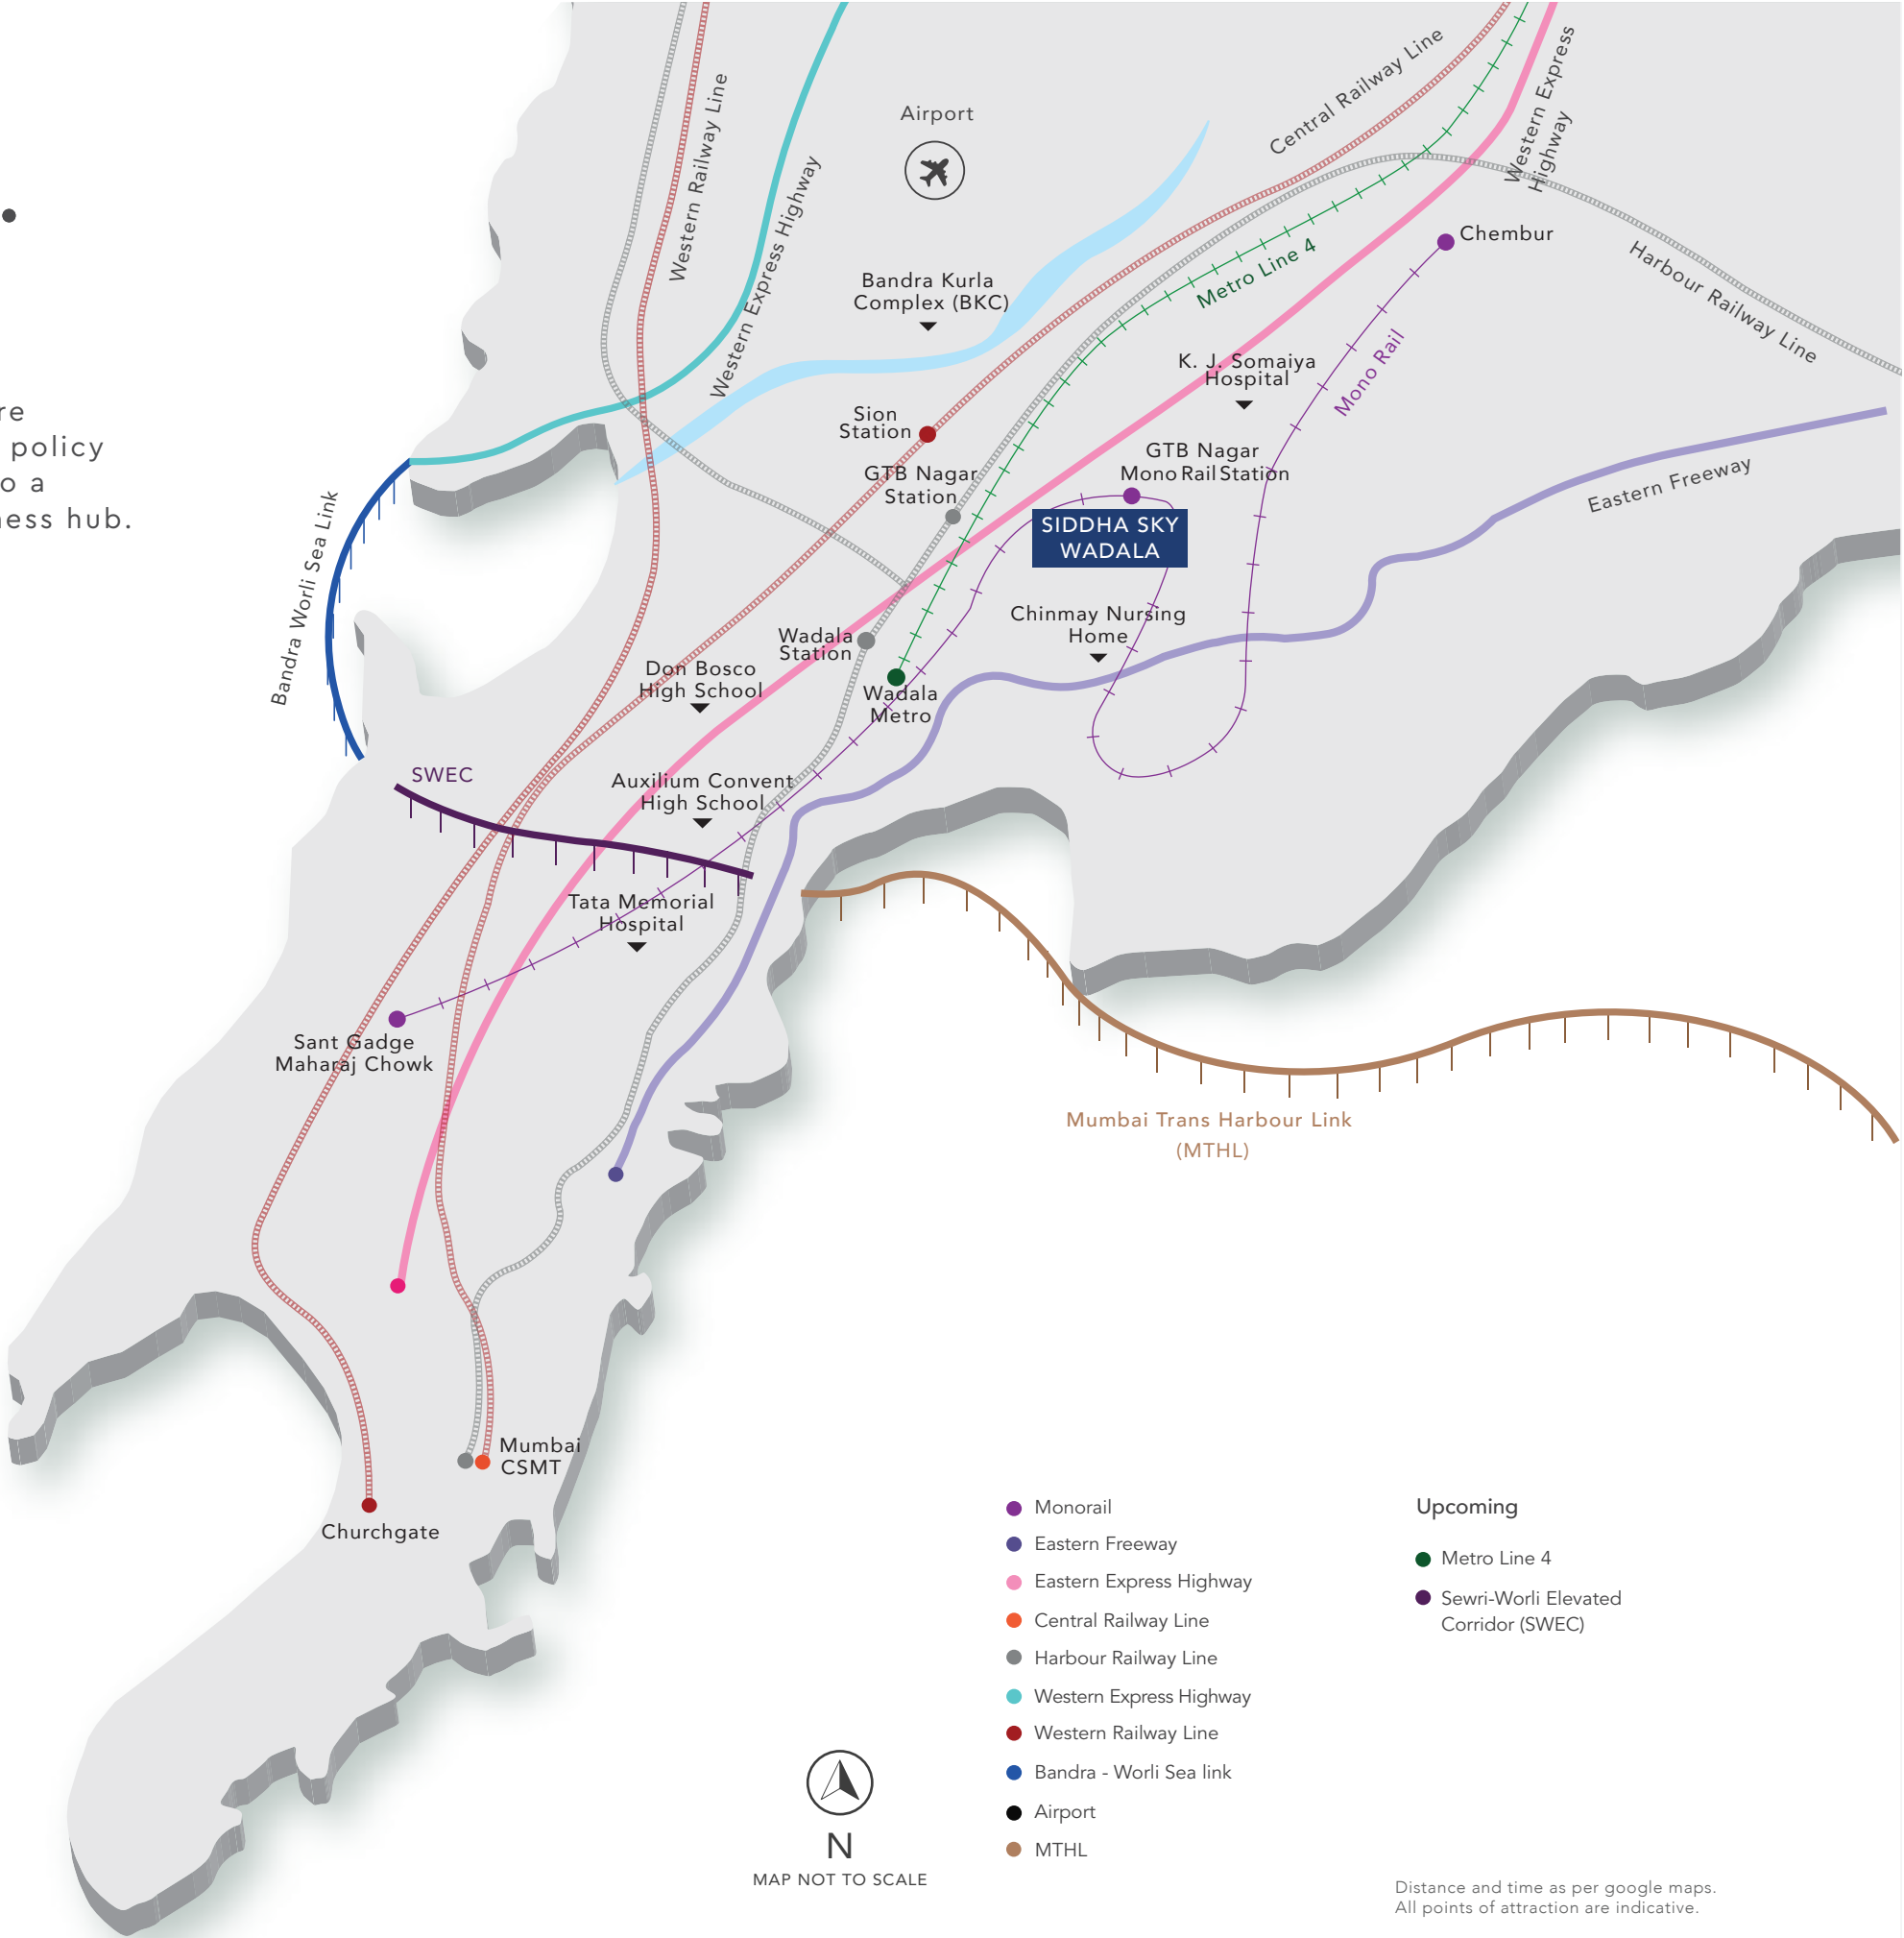 re
policy
o a
ness hub.
Airport
Western Railway Line
Western Express Highway
Central Railway Line
Western Express
Highway
Chembur
Harbour Railway Line
Metro Line 4
Bandra Kurla
Complex (BKC)
K. J. Somaiya
Hospital
Mono Rail
Sion
Station
GTB Nagar
Station
GTB Nagar
Mono Rail Station
Eastern Freeway
SIDDHA SKY
WADALA
Bandra Worli Sea Link
Chinmay Nursing
Home
Wadala
Station
Don Bosco
High School
Wadala
Metro
SWEC
Auxilium Convent
High School
Tata Memorial
Hospital
Sant Gadge
Maharaj Chowk
Mumbai Trans Harbour Link
(MTHL)
Mumbai
CSMT
Churchgate
N
MAP NOT TO SCALE
Monorail
Eastern Freeway
Eastern Express Highway
Central Railway Line
Harbour Railway Line
Western Express Highway
Western Railway Line
Bandra - Worli Sea link
Airport
MTHL
Upcoming
Metro Line 4
Sewri-Worli Elevated
Corridor (SWEC)
Distance and time as per google maps.
All points of attraction are indicative.